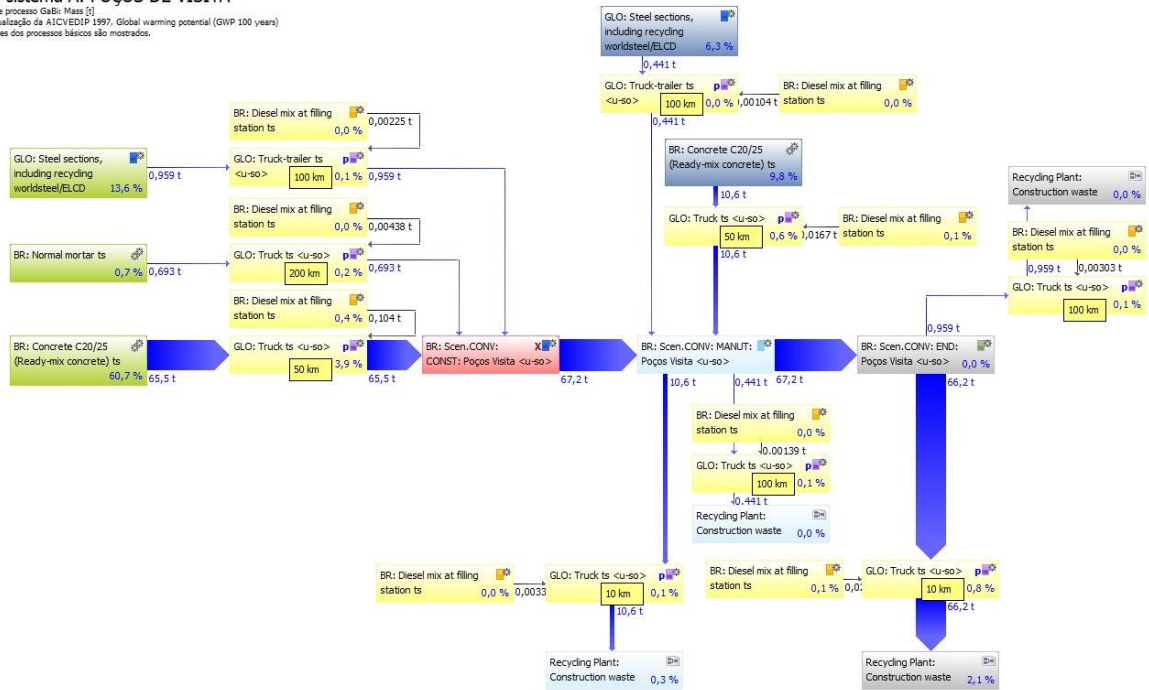 sistema A: POÇOS DE VISITA
processo GaBi: Mass [t]
da AICVEDIP 1997, Global warming potential (GWP 100 years)
dos processos básicos são mostrados.
GLO: Steel sections,
including recycling
worldsteel/ELCD 6,3 %
0,441 t
GLO: Truck-trailer ts
<u-so> 100 km 0,0 %
0,441 t
,00104 t
BR: Diesel mix at filling
station ts 0,0 %
BR: Diesel mix at filling
station ts 0,0 %
0,00225 t
GLO: Steel sections,
including recycling
worldsteel/ELCD 13,6 %
0,959 t
GLO: Truck-trailer ts
<u-so> 100 km 0,1 %
0,959 t
BR: Concrete C20/25
(Ready-mix concrete) ts
9,8 %
10,6 t
BR: Diesel mix at filling
station ts 0,0 %
0,00438 t
GLO: Truck ts <u-so>
50 km 0,6 %
10,6 t
,0167 t
BR: Diesel mix at filling
station ts 0,1 %
Recycling Plant:
Construction waste 0,0 %
BR: Diesel mix at filling
station ts 0,0 %
0,959 t
0,00303 t
GLO: Truck ts <u-so>
100 km 0,1 %
0,959 t
BR: Normal mortar ts
0,7 %
0,693 t
GLO: Truck ts <u-so>
200 km 0,2 %
0,693 t
BR: Diesel mix at filling
station ts 0,4 %
0,104 t
BR: Concrete C20/25
(Ready-mix concrete) ts
60,7 %
65,5 t
GLO: Truck ts <u-so>
50 km 3,9 %
65,5 t
BR: Scen.CONV:
CONST: Poços Visita <u-so>
67,2 t
BR: Scen.CONV: MANUT:
Poços Visita <u-so>
10,6 t
0,441 t
67,2 t
BR: Scen.CONV: END:
Poços Visita <u-so> 0,0 %
66,2 t
BR: Diesel mix at filling
station ts 0,0 %
0.00139 t
GLO: Truck ts <u-so>
100 km 0,1 %
0.441 t
Recycling Plant:
Construction waste 0,0 %
BR: Diesel mix at filling
station ts 0,0 %
0,0033
GLO: Truck ts <u-so>
10 km 0,1 %
10,6 t
Recycling Plant:
Construction waste 0,3 %
BR: Diesel mix at filling
station ts 0,1 %
GLO: Truck ts <u-so>
10 km 0,8 %
66,2 t
Recycling Plant:
Construction waste 2,1 %